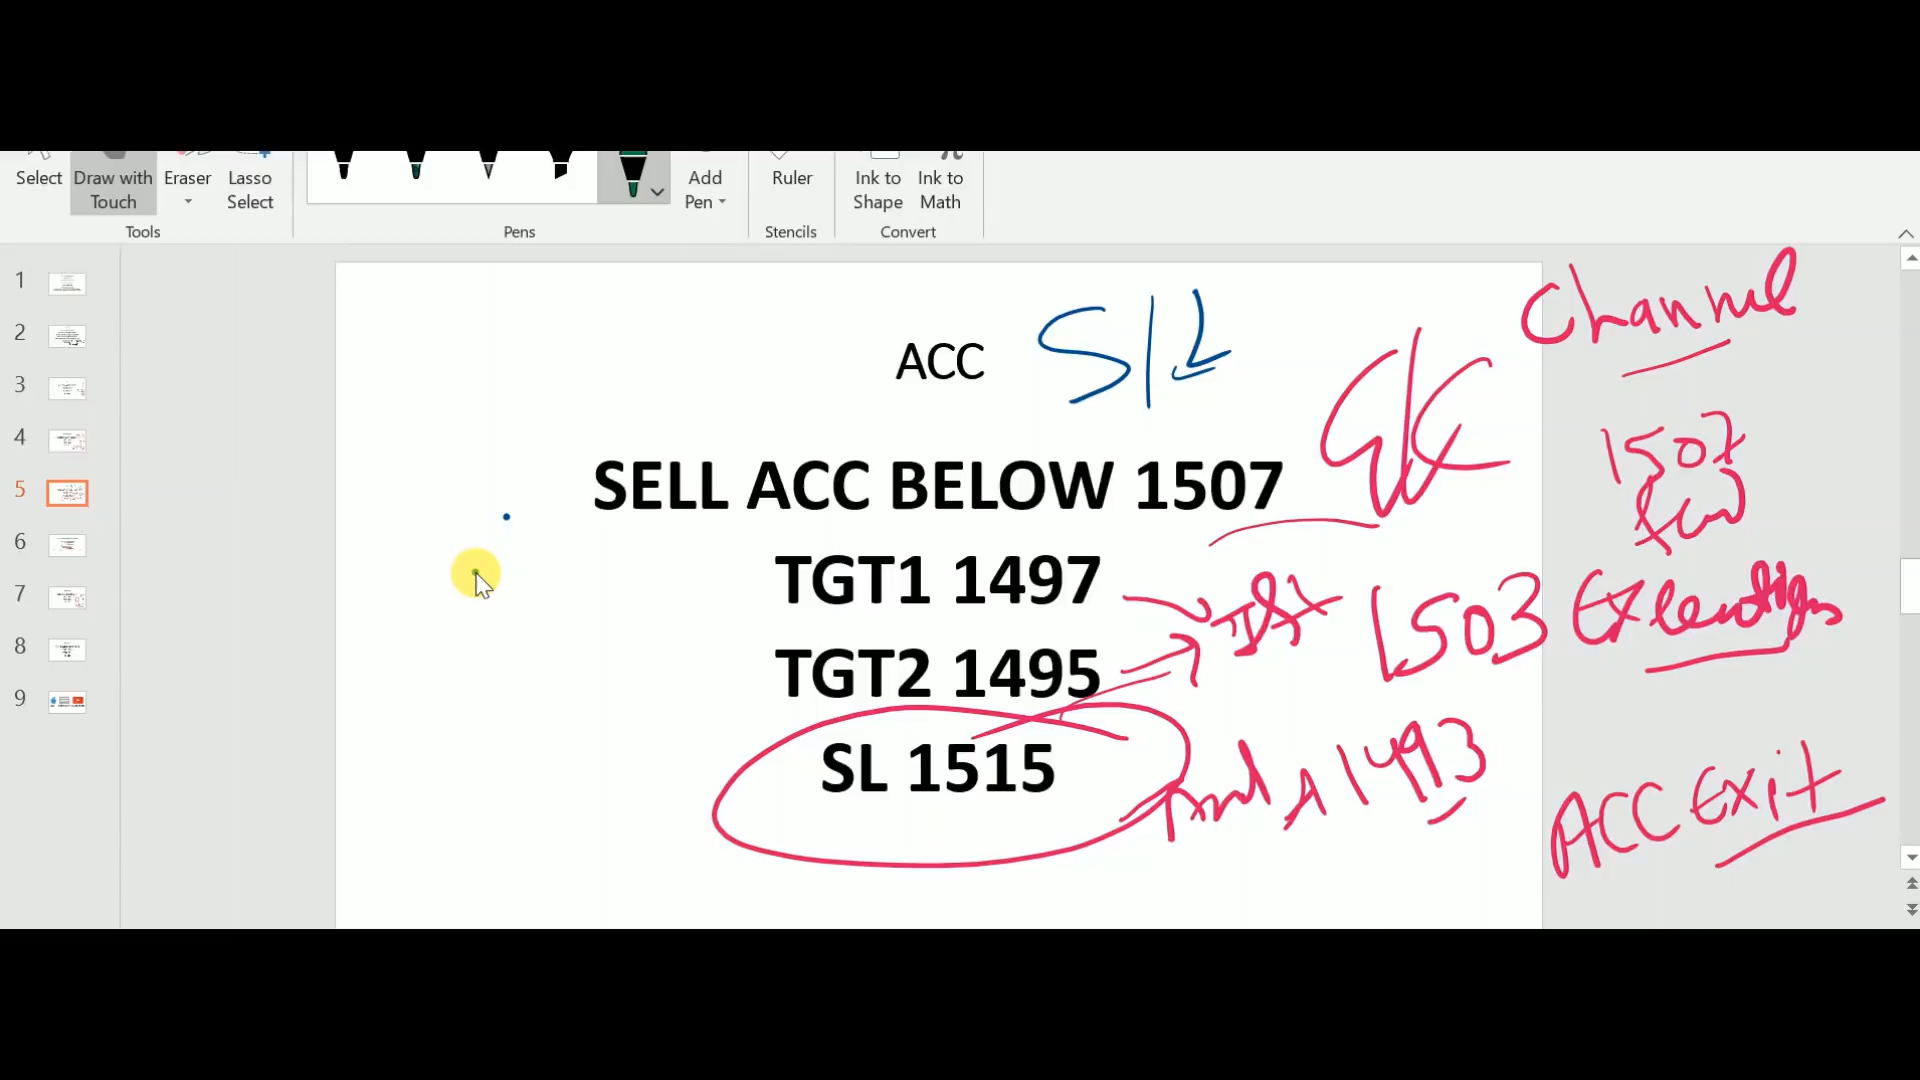 Select
Draw with Touch
Eraser
Lasso Select
Add Pen
Ruler
Ink to Shape
Ink to Math
Tools
Pens
Stencils
Convert
1
2
3
4
5
6
7
8
9
ACC
SELL ACC BELOW 1507
TGT1 1497
TGT2 1495
SL 1515
Channel
1507
1503
1493
ACC Exit